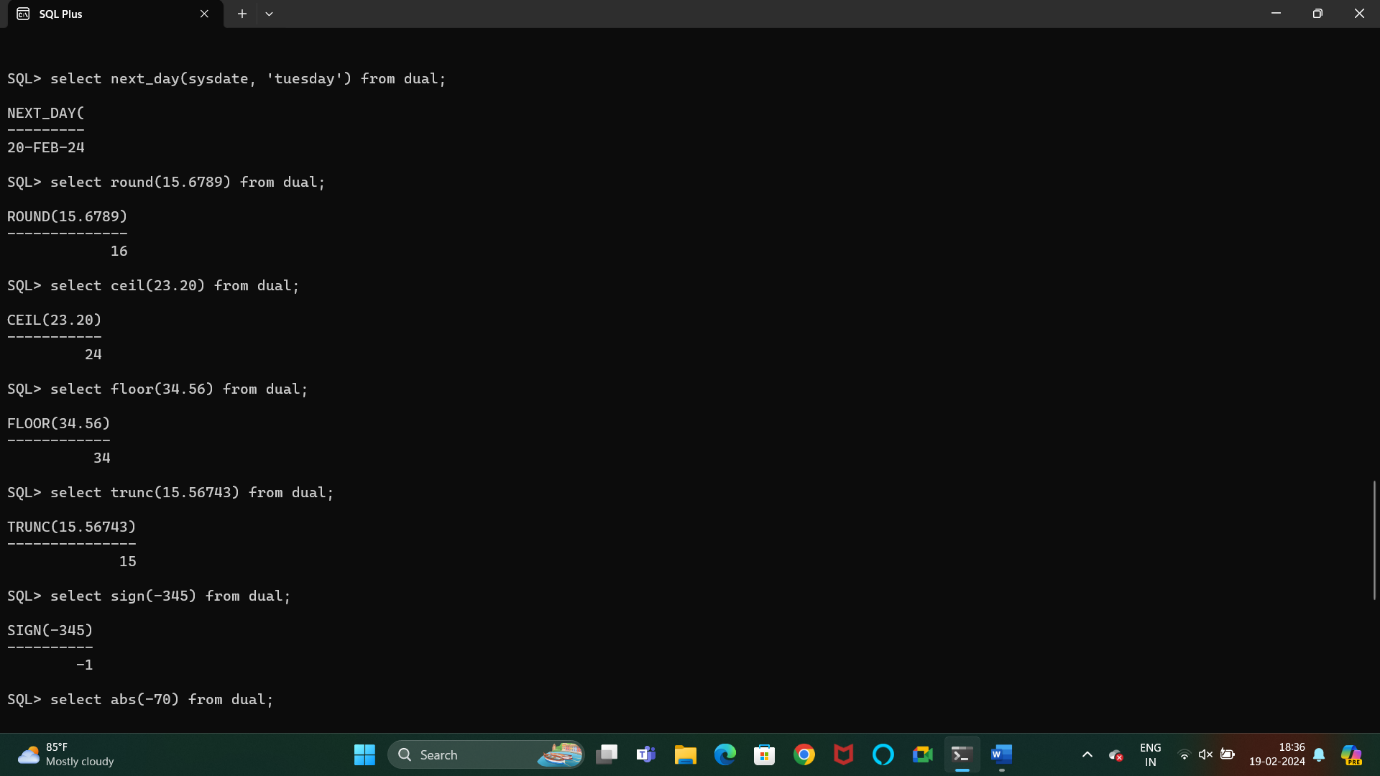 SQL Plus
SQL> select next_day(sysdate, 'tuesday') from dual;
NEXT_DAY(
---------
20-FEB-24
SQL> select round(15.6789) from dual;
ROUND(15.6789)
--------------
16
SQL> select ceil(23.20) from dual;
CEIL(23.20)
-----------
24
SQL> select floor(34.56) from dual;
FLOOR(34.56)
------------
34
SQL> select trunc(15.56743) from dual;
TRUNC(15.56743)
---------------
15
SQL> select sign(-345) from dual;
SIGN(-345)
----------
-1
SQL> select abs(-70) from dual;
85°F
Mostly cloudy
Search
ENG
IN
18:36
19-02-2024
PRE